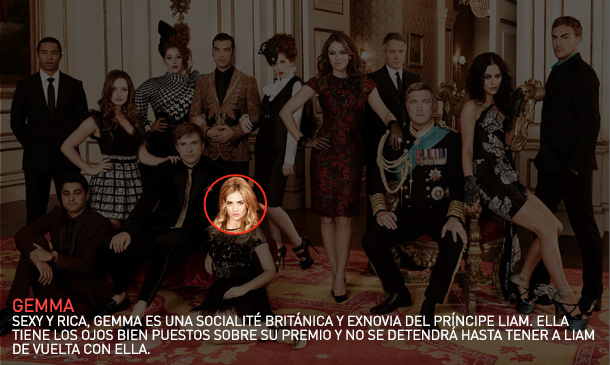 GEMMA
SEXY Y RICA, GEMMA ES UNA SOCIALITÉ BRITÁNICA Y EXNOVIA DEL PRÍNCIPE LIAM. ELLA
TIENE LOS OJOS BIEN PUESTOS SOBRE SU PREMIO Y NO SE DETENDRÁ HASTA TENER A LIAM
DE VUELTA CON ELLA.